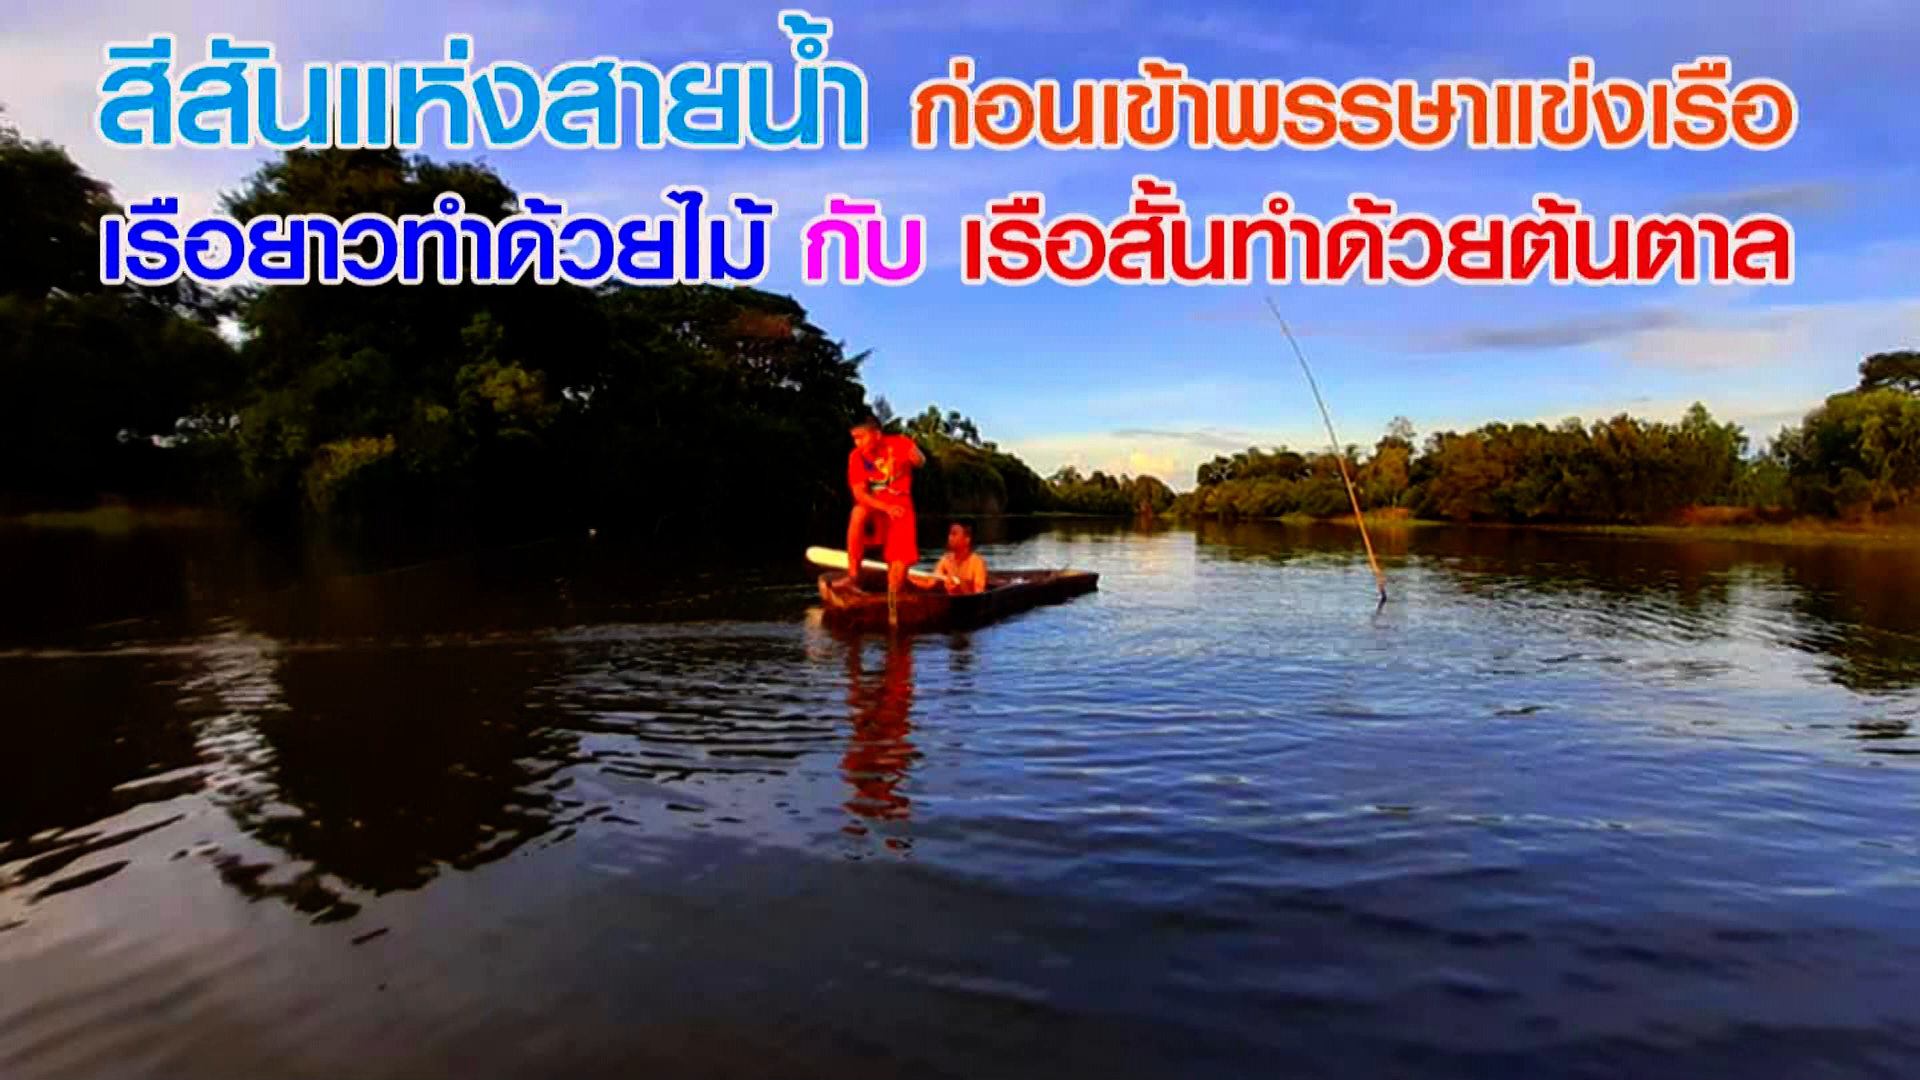 สีสันแห่งสายน้ำ ก่อนเข้าพรรษาแข่งเรือ
เรือยาวทำด้วยไม้ กับ เรือสั้นทำด้วยต้นตาล